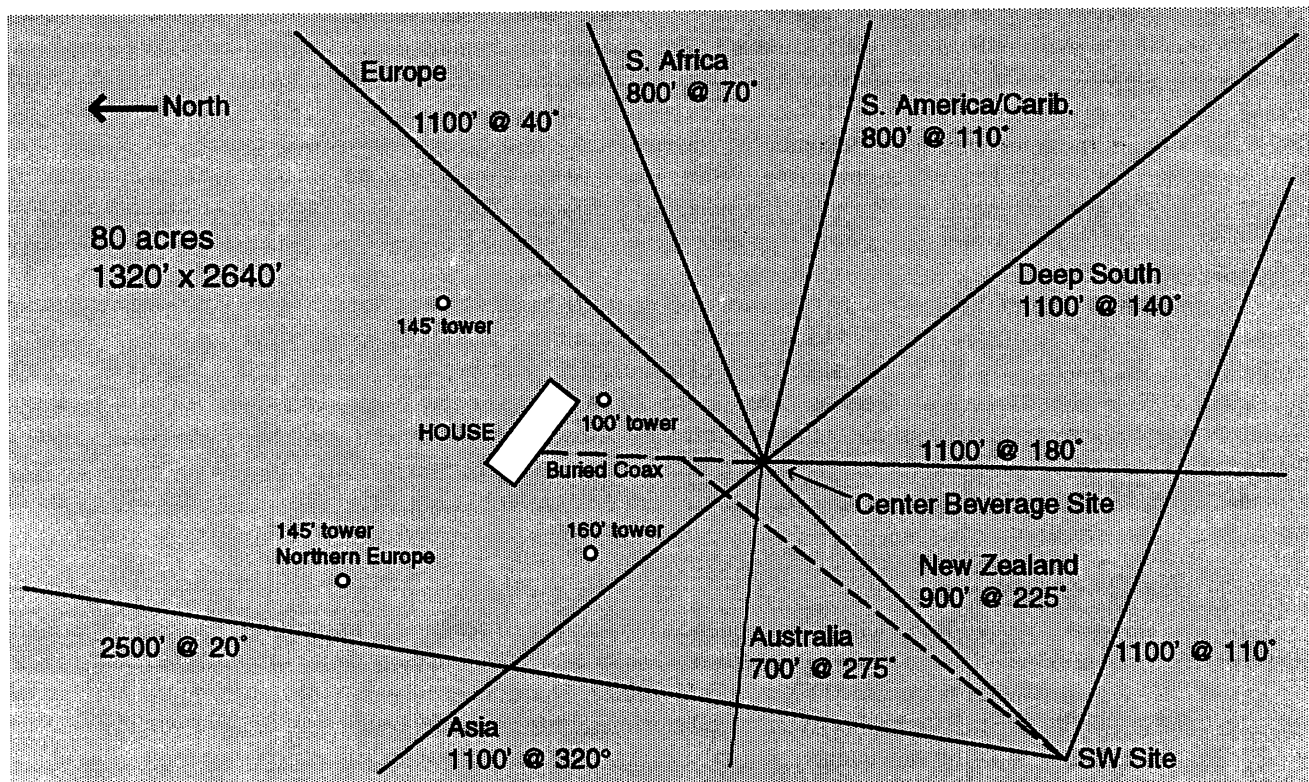 Europe
1100' @ 40°
S. Africa
800' @ 70°
S. America/Carib.
800' @ 110°
North
80 acres
1320' x 2640'
Deep South
1100' @ 140°
145' tower
100' tower
HOUSE
Buried Coax
1100' @ 180°
Center Beverage Site
145' tower
Northern Europe
160' tower
New Zealand
900' @ 225°
2500' @ 20°
Australia
700' @ 275°
1100' @ 110°
Asia
1100' @ 320°
SW Site